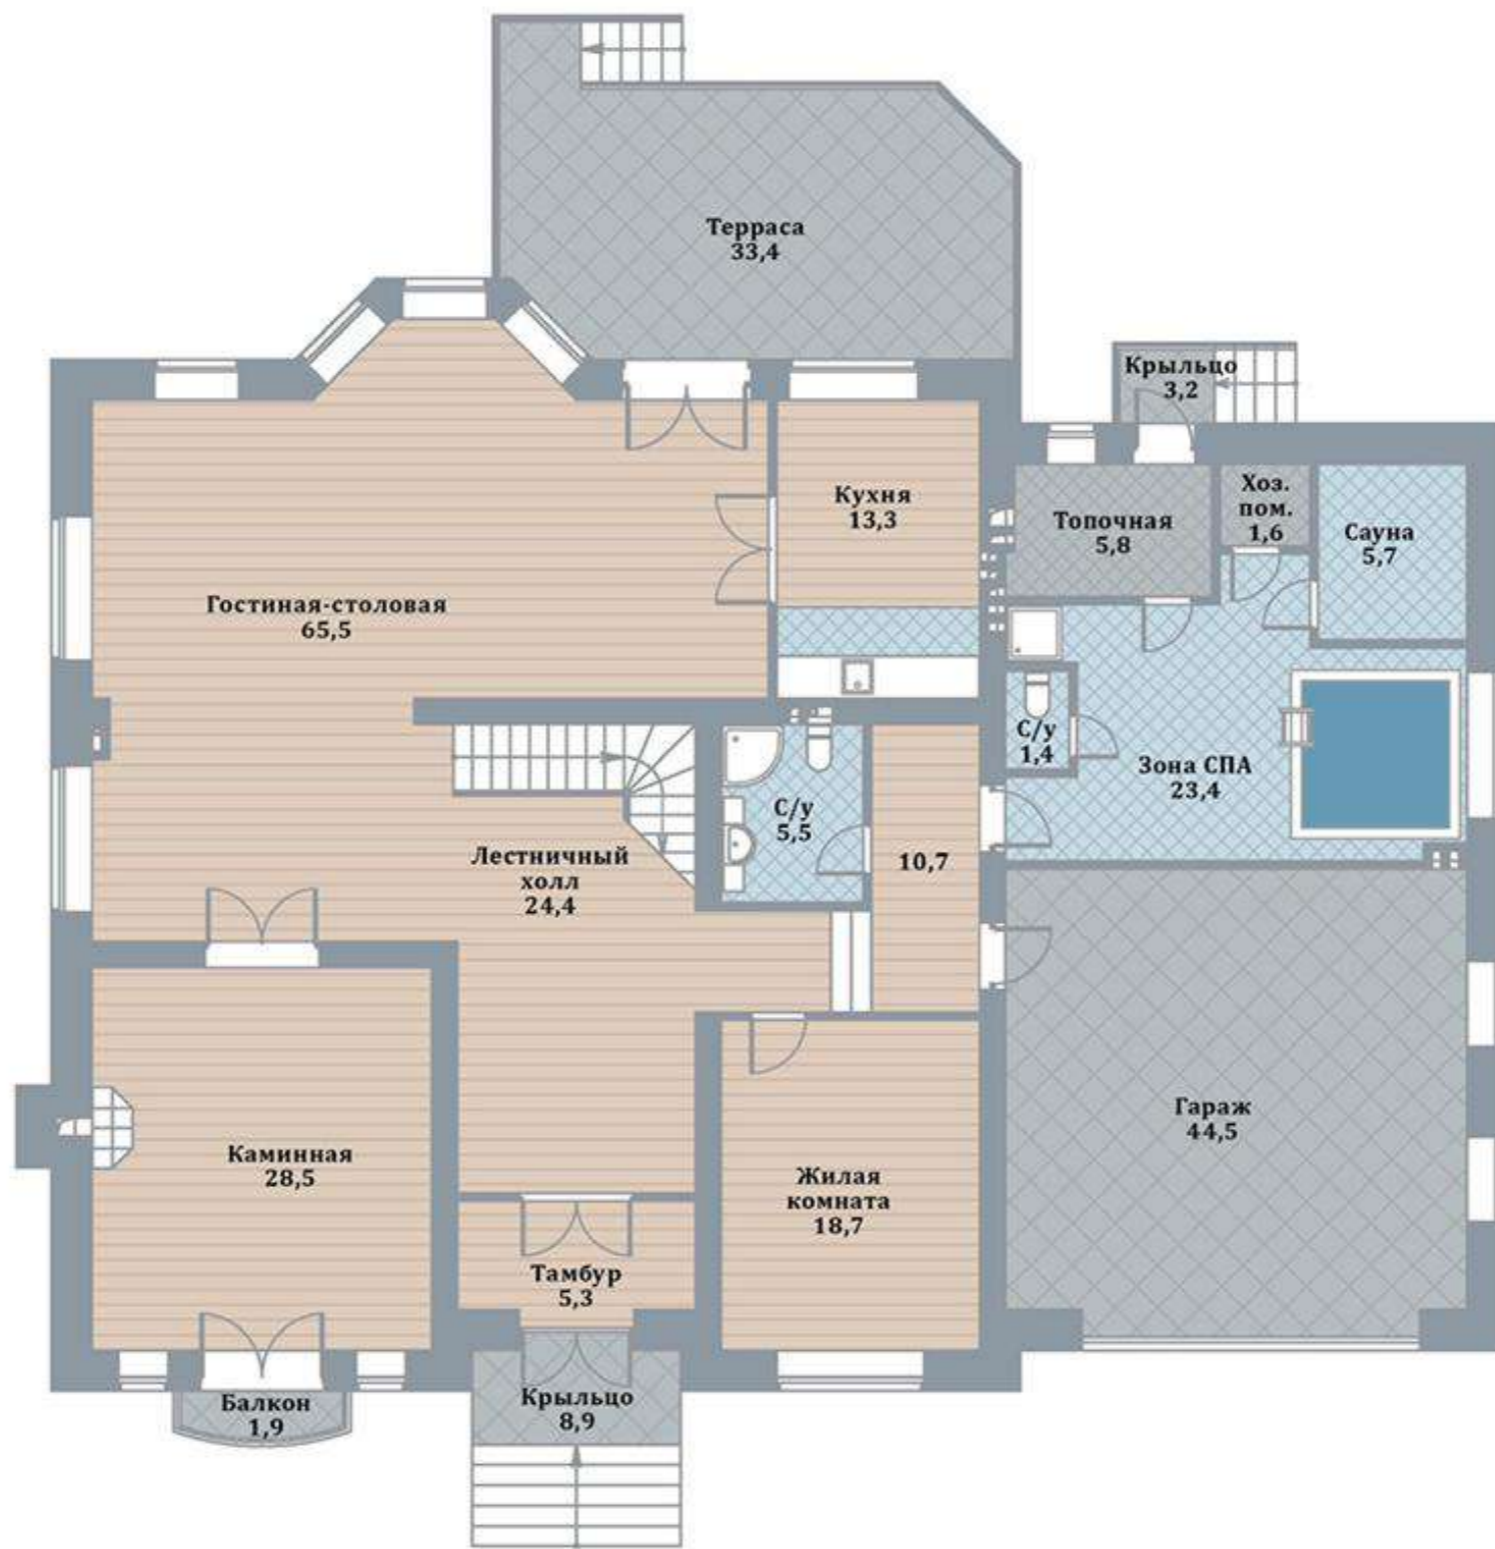 Терраса
33,4
Крыльцо
3,2
Кухня
13,3
Топочная
5,8
Хоз.
пом.
1,6
Сауна
5,7
Гостиная-столовая
65,5
С/у
1,4
Зона СПА
23,4
С/у
5,5
Лестничный
холл
24,4
10,7
Каминная
28,5
Жилая
комната
18,7
Гараж
44,5
Тамбур
5,3
Балкон
1,9
Крыльцо
8,9